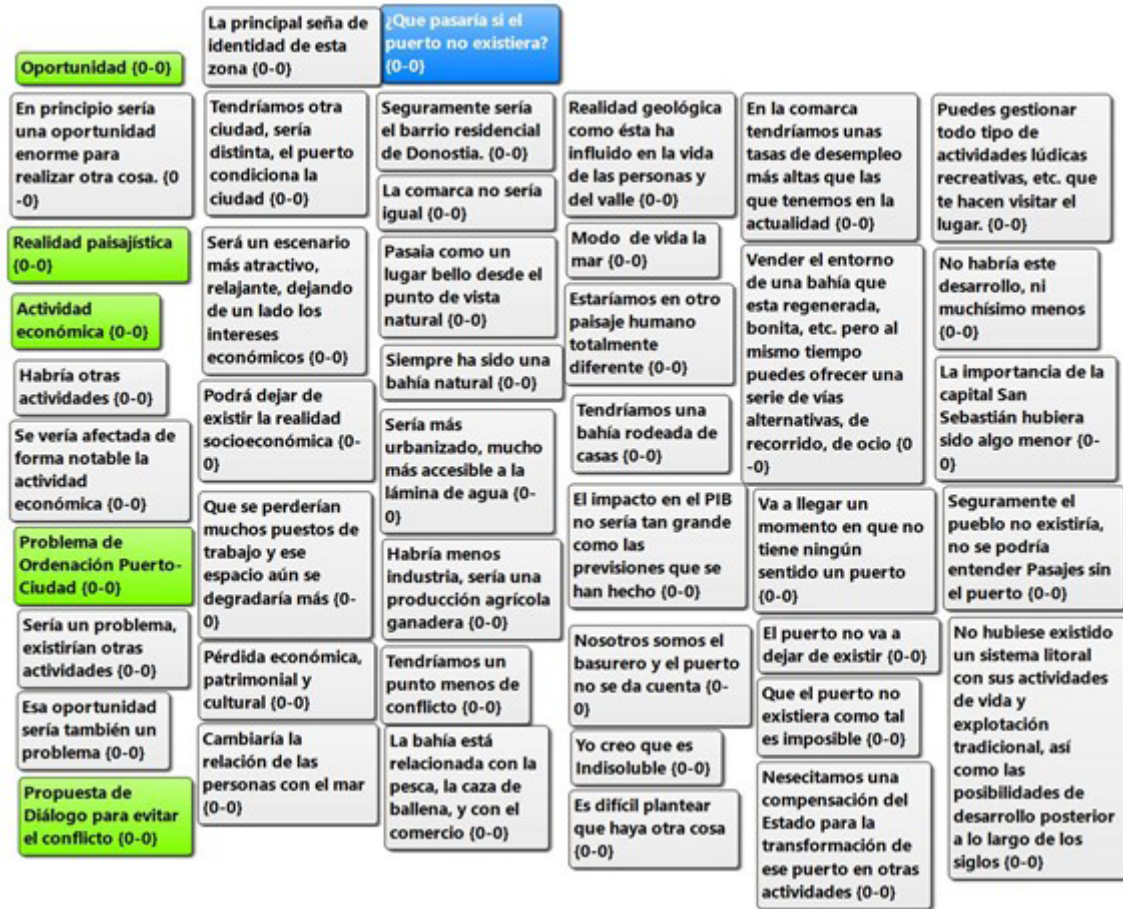 Oportunidad {0-0}
En principio sería
una oportunidad
enorme para
realizar otra cosa. {0
-0}
Realidad paisajística
{0-0}
Actividad
económica {0-0}
Habría otras
actividades {0-0}
Se vería afectada de
forma notable la
actividad
económica {0-0}
Problema de
Ordenación Puerto-
Ciudad {0-0}
Sería un problema,
existirían otras
actividades {0-0}
Esa oportunidad
sería también un
problema {0-0}
Propuesta de
Diálogo para evitar
el conflicto {0-0}
La principal seña de
identidad de esta
zona {0-0}
Tendríamos otra
ciudad, sería
distinta, el puerto
condiciona la
ciudad {0-0}
Será un escenario
más atractivo,
relajante, dejando
de un lado los
intereses
económicos {0-0}
Podrá dejar de
existir la realidad
socioeconómica {0-
0}
Que se perderían
muchos puestos de
trabajo y ese
espacio aún se
degradaría más {0-
0}
Pérdida económica,
patrimonial y
cultural {0-0}
Cambiaría la
relación de las
personas con el mar
{0-0}
¿Que pasaría si el
puerto no existiera?
{0-0}
Seguramente sería
el barrio residencial
de Donostia. {0-0}
La comarca no sería
igual {0-0}
Pasaia como un
lugar bello desde el
punto de vista
natural {0-0}
Siempre ha sido una
bahía natural {0-0}
Sería más
urbanizado, mucho
más accesible a la
lámina de agua {0-
0}
Habría menos
industria, sería una
producción agrícola
ganadera {0-0}
Tendríamos un
punto menos de
conflicto {0-0}
La bahía está
relacionada con la
pesca, la caza de
ballena, y con el
comercio {0-0}
Realidad geológica
como ésta ha
influido en la vida
de las personas y
del valle {0-0}
Modo de vida la
mar {0-0}
Estaríamos en otro
paisaje humano
totalmente
diferente {0-0}
Tendríamos una
bahía rodeada de
casas {0-0}
El impacto en el PIB
no sería tan grande
como las
previsiones que se
han hecho {0-0}
Nosotros somos el
basurero y el puerto
no se da cuenta {0-
0}
Yo creo que es
Indisoluble {0-0}
Es difícil plantear
que haya otra cosa
{0-0}
En la comarca
tendríamos unas
tasas de desempleo
más altas que las
que tenemos en la
actualidad {0-0}
Vender el entorno
de una bahía que
esta regenerada,
bonita, etc. pero al
mismo tiempo
puedes ofrecer una
serie de vías
alternativas, de
recorrido, de ocio {0
-0}
Va a llegar un
momento en que no
tiene ningún
sentido un puerto
{0-0}
El puerto no va a
dejar de existir {0-0}
Que el puerto no
existiera como tal
es imposible {0-0}
Nesecitamos una
compensación del
Estado para la
transformación de
ese puerto en otras
actividades {0-0}
Puedes gestionar
todo tipo de
actividades lúdicas
recreativas, etc. que
te hacen visitar el
lugar. {0-0}
No habría este
desarrollo, ni
muchísimo menos
{0-0}
La importancia de la
capital San
Sebastián hubiera
sido algo menor {0-
0}
Seguramente el
pueblo no existiría,
no se podría
entender Pasajes sin
el puerto {0-0}
No hubiese existido
un sistema litoral
con sus actividades
de vida y
explotación
tradicional, así
como las
posibilidades de
desarrollo posterior
a lo largo de los
siglos {0-0}